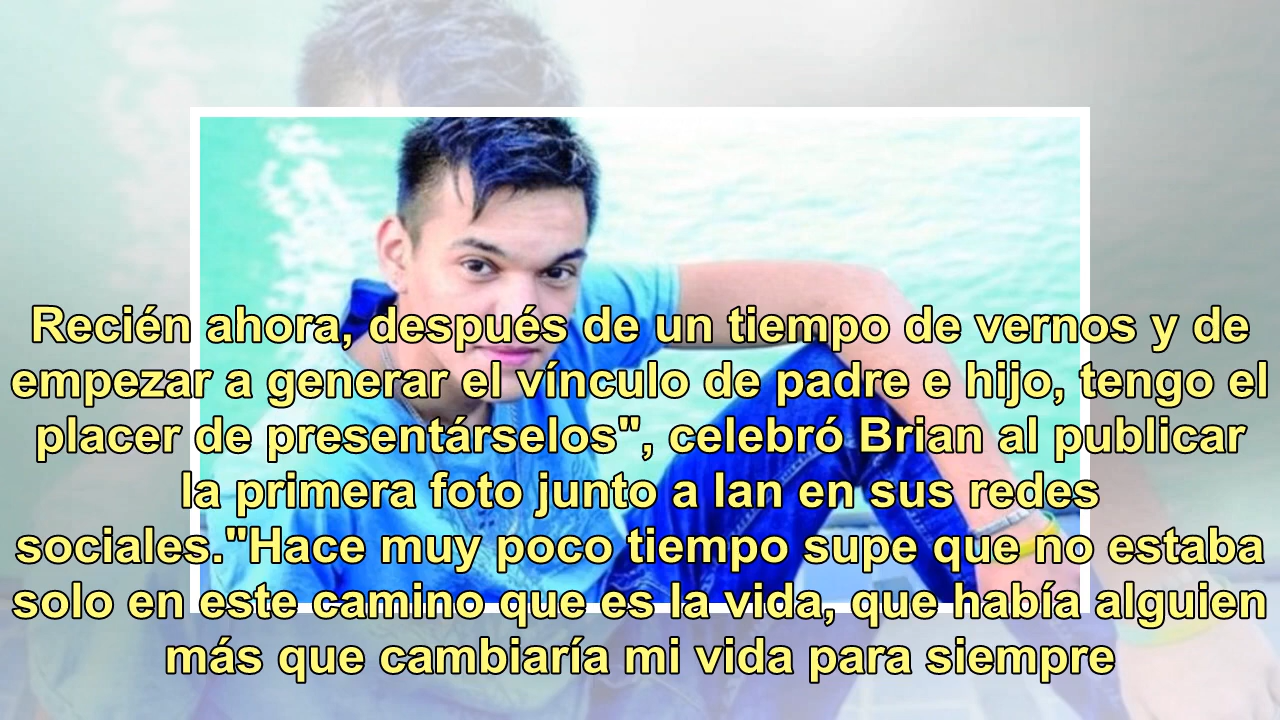 Recién ahora, después de un tiempo de vernos y de
empezar a generar el vínculo de padre e hijo, tengo el
placer de presentárselos", celebró Brian al publicar
la primera foto junto a Ian en sus redes
sociales."Hace muy poco tiempo supe que no estaba
solo en este camino que es la vida, que había alguien
más que cambiaría mi vida para siempre